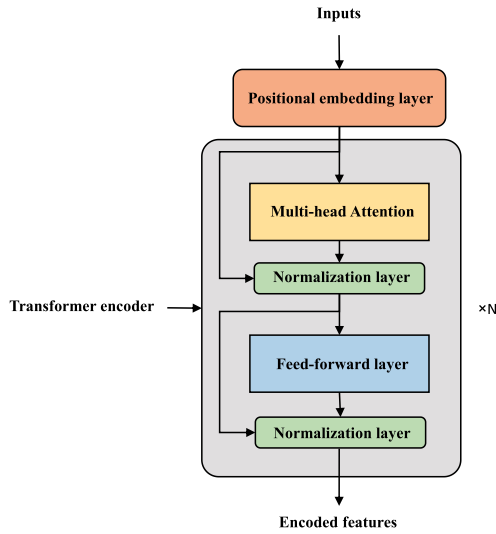 Inputs
Positional embedding layer
Multi-head Attention
Normalization layer
Transformer encoder
×N
Feed-forward layer
Normalization layer
Encoded features